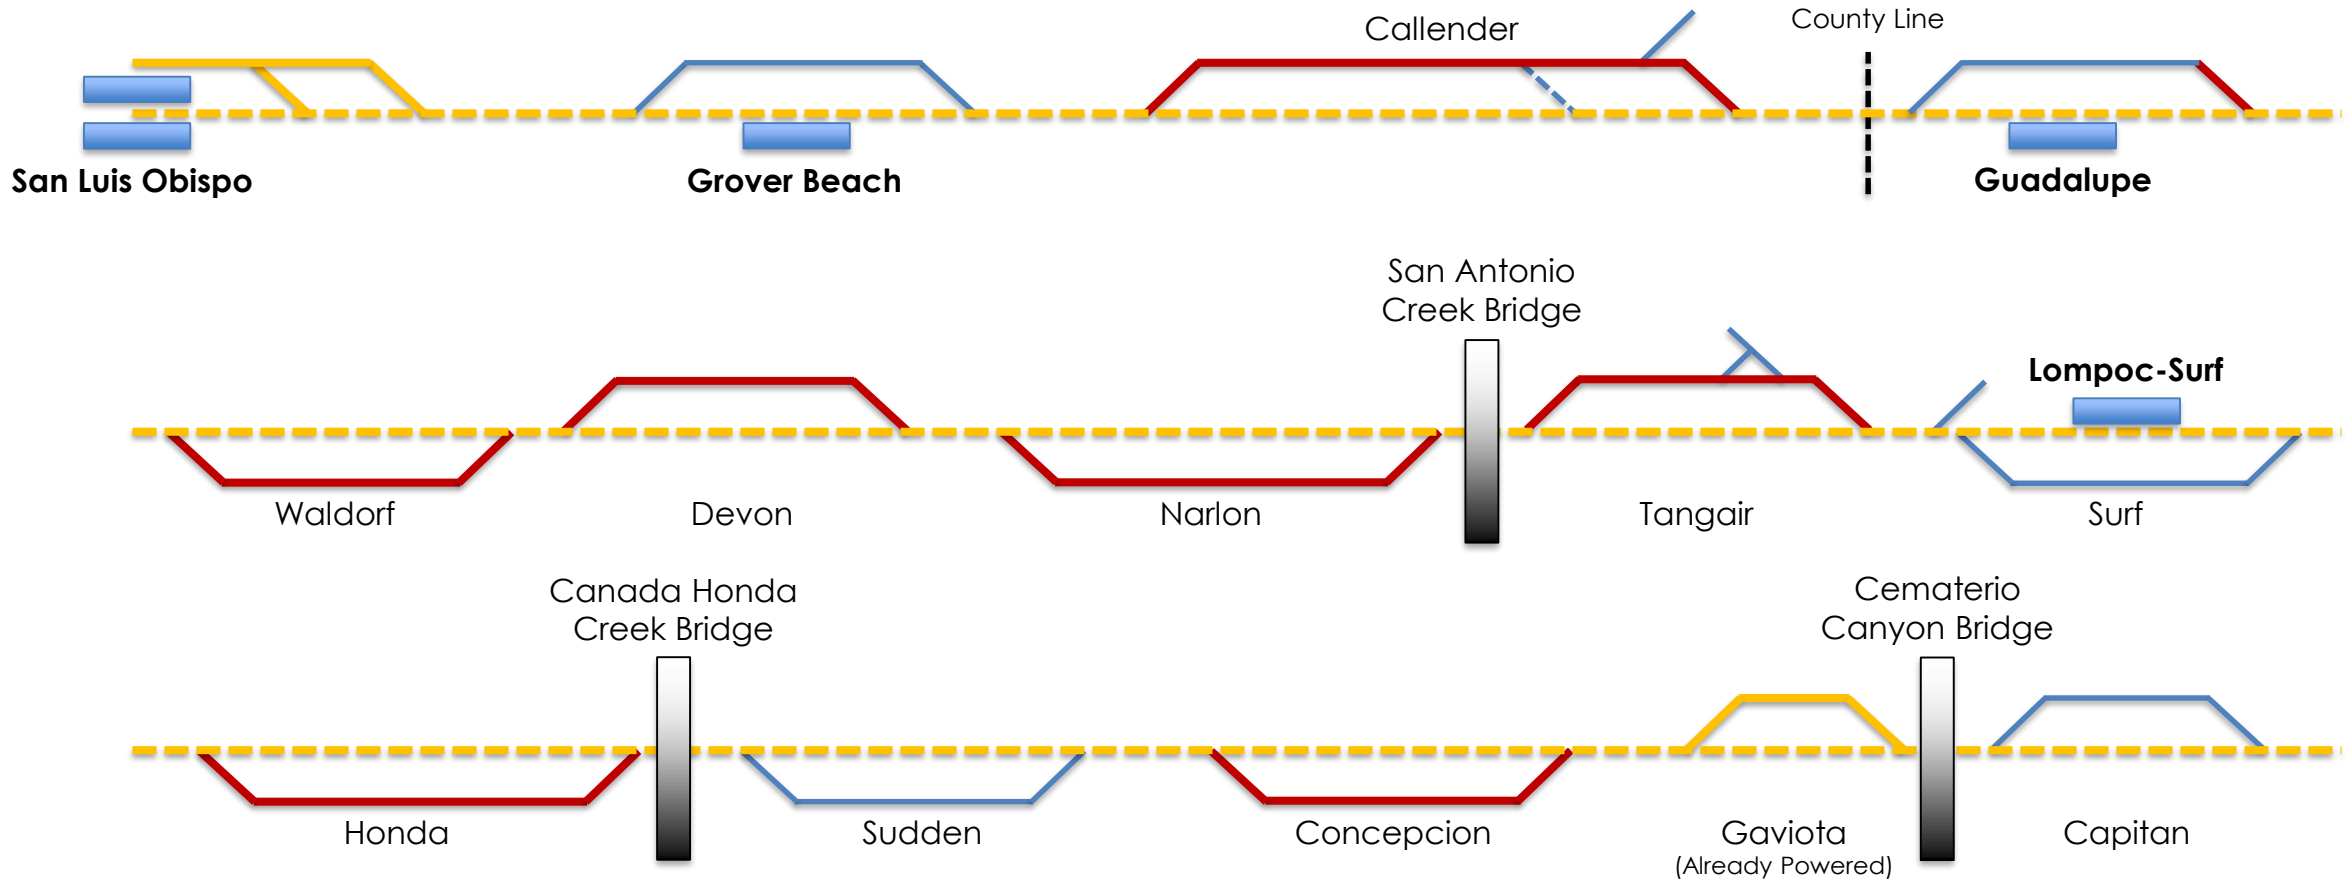 Callender
County Line
San Luis Obispo
Grover Beach
Guadalupe
San Antonio
Creek Bridge
Lompoc-Surf
Waldorf
Devon
Narlon
Tangair
Surf
Canada Honda
Creek Bridge
Cematerio
Canyon Bridge
Honda
Sudden
Concepcion
Gaviota
(Already Powered)
Capitan